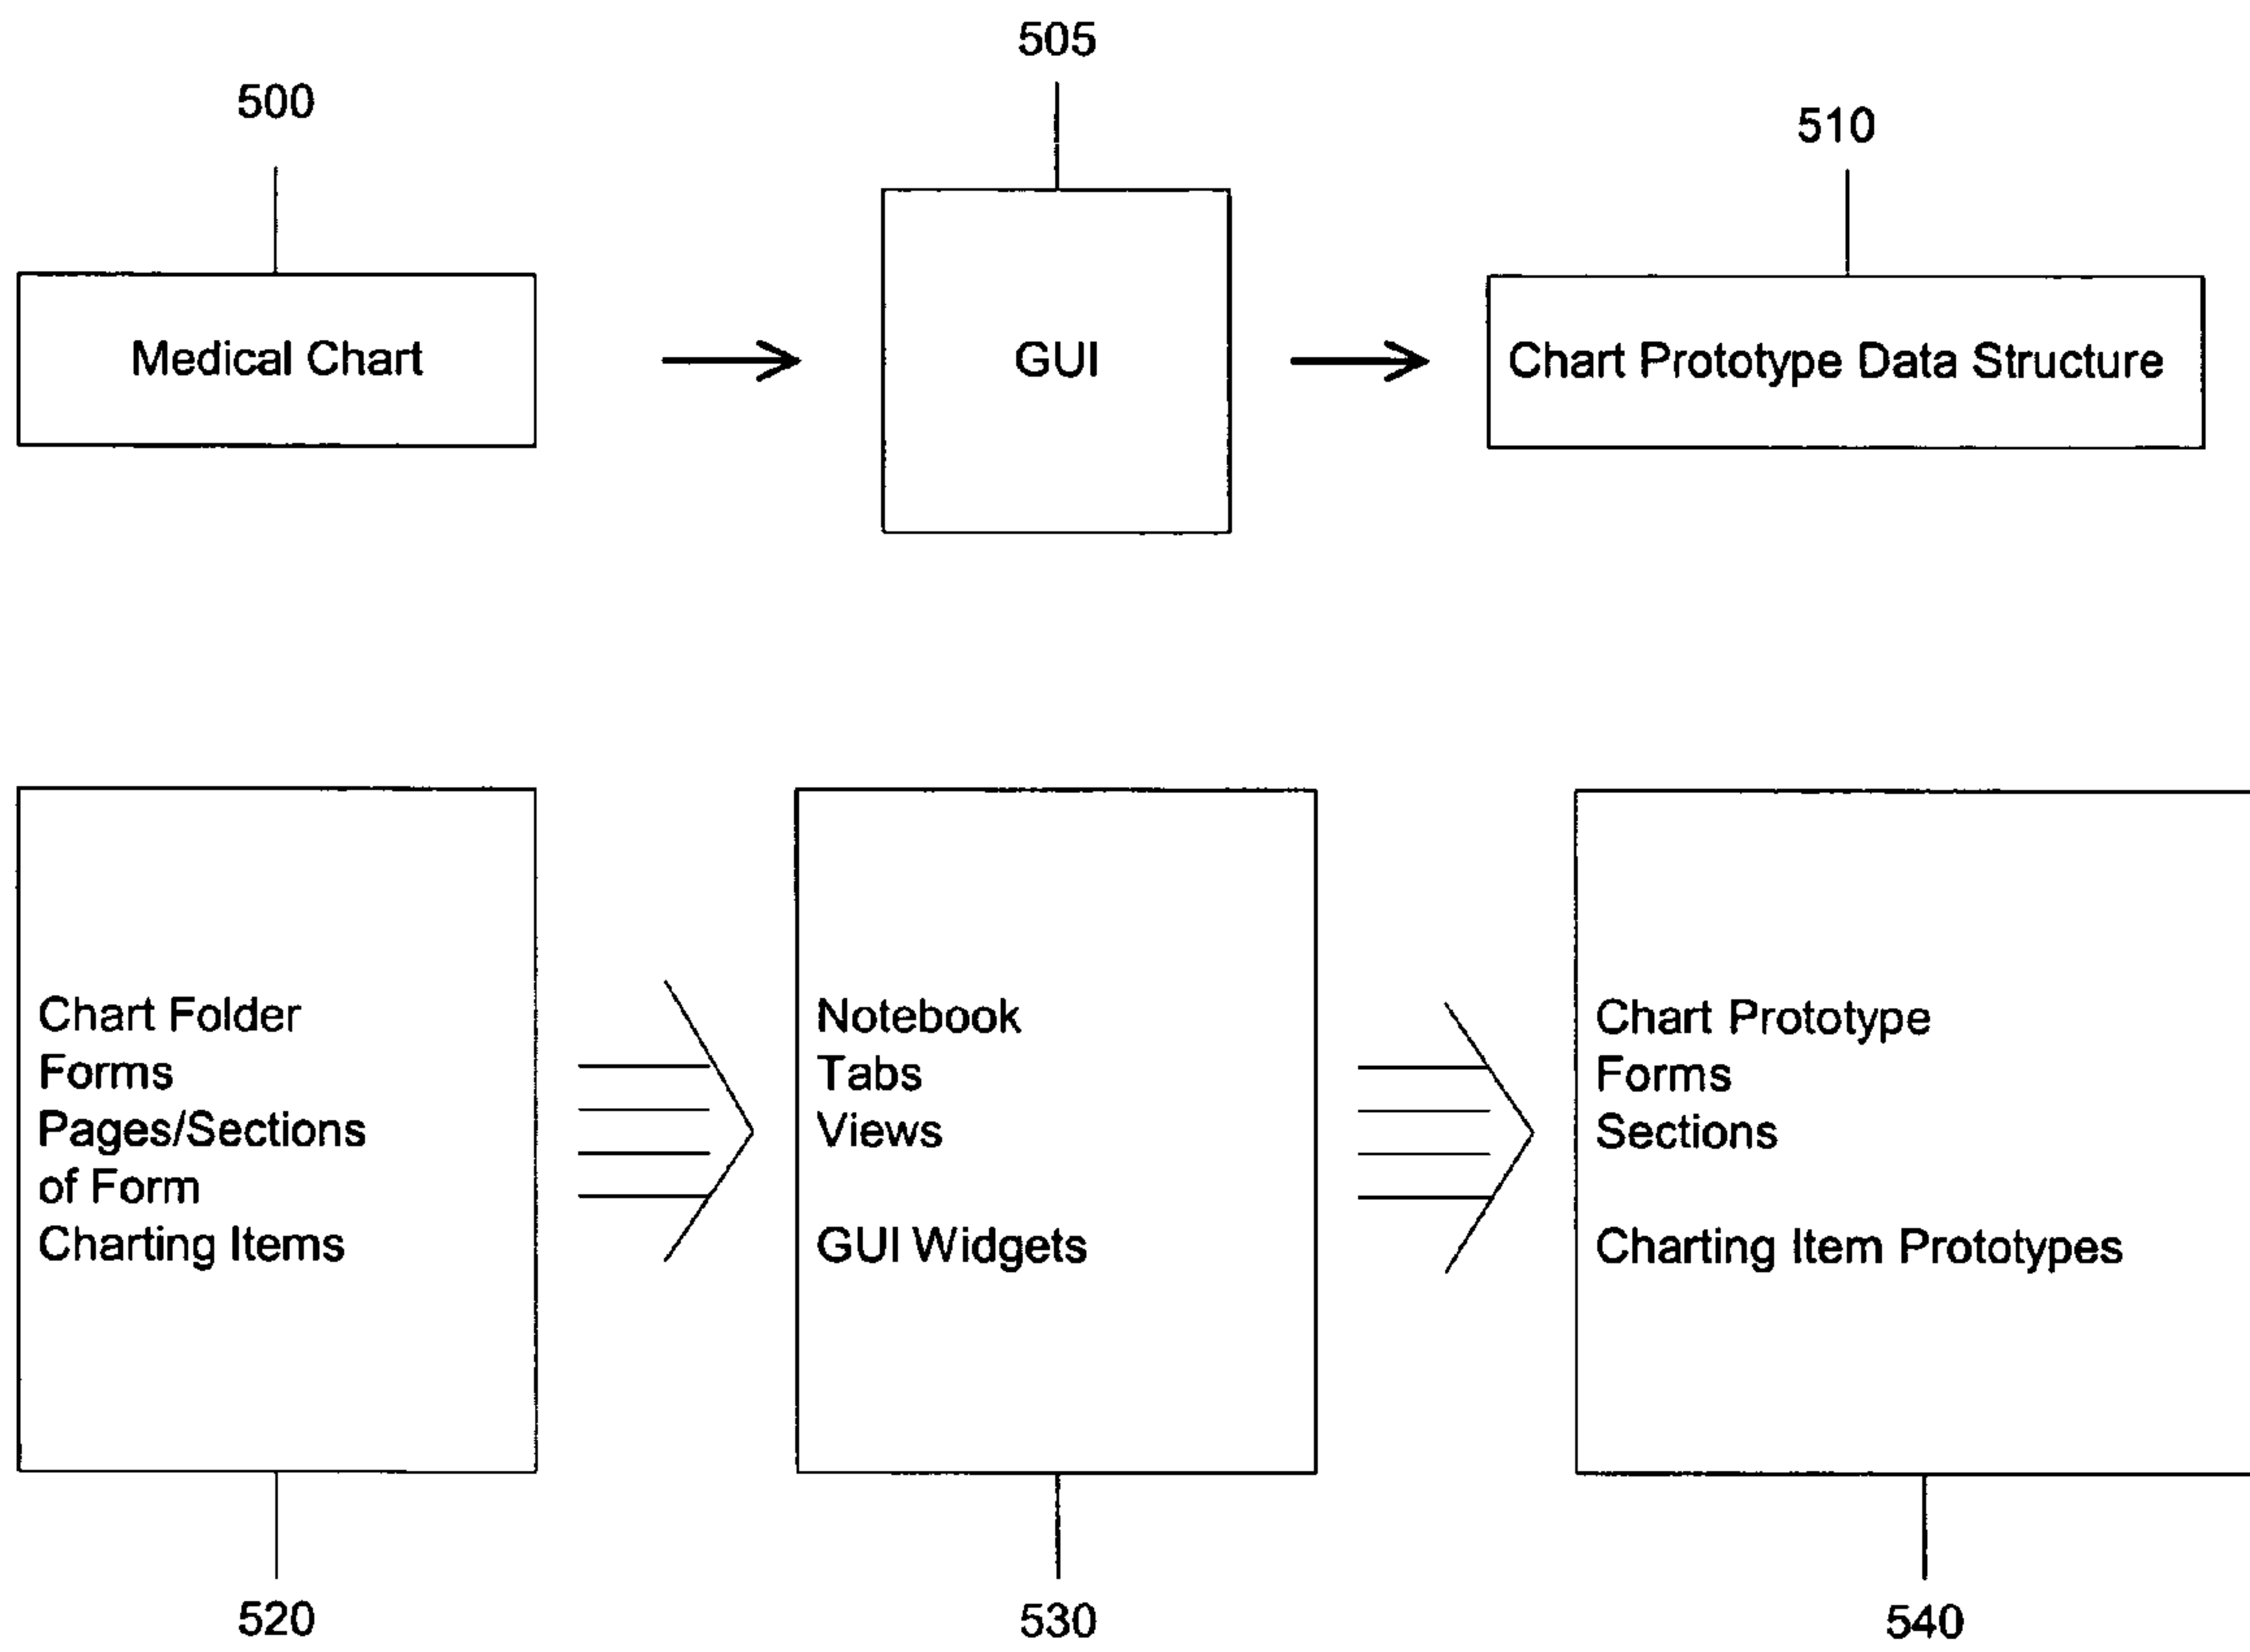 505
500
510
Medical Chart
GUI
Chart Prototype Data Structure
Chart Folder
Forms
Pages/Sections
of Form
Charting Items
Notebook
Tabs
Views
GUI Widgets
Chart Prototype
Forms
Sections
Charting Item Prototypes
520
530
540